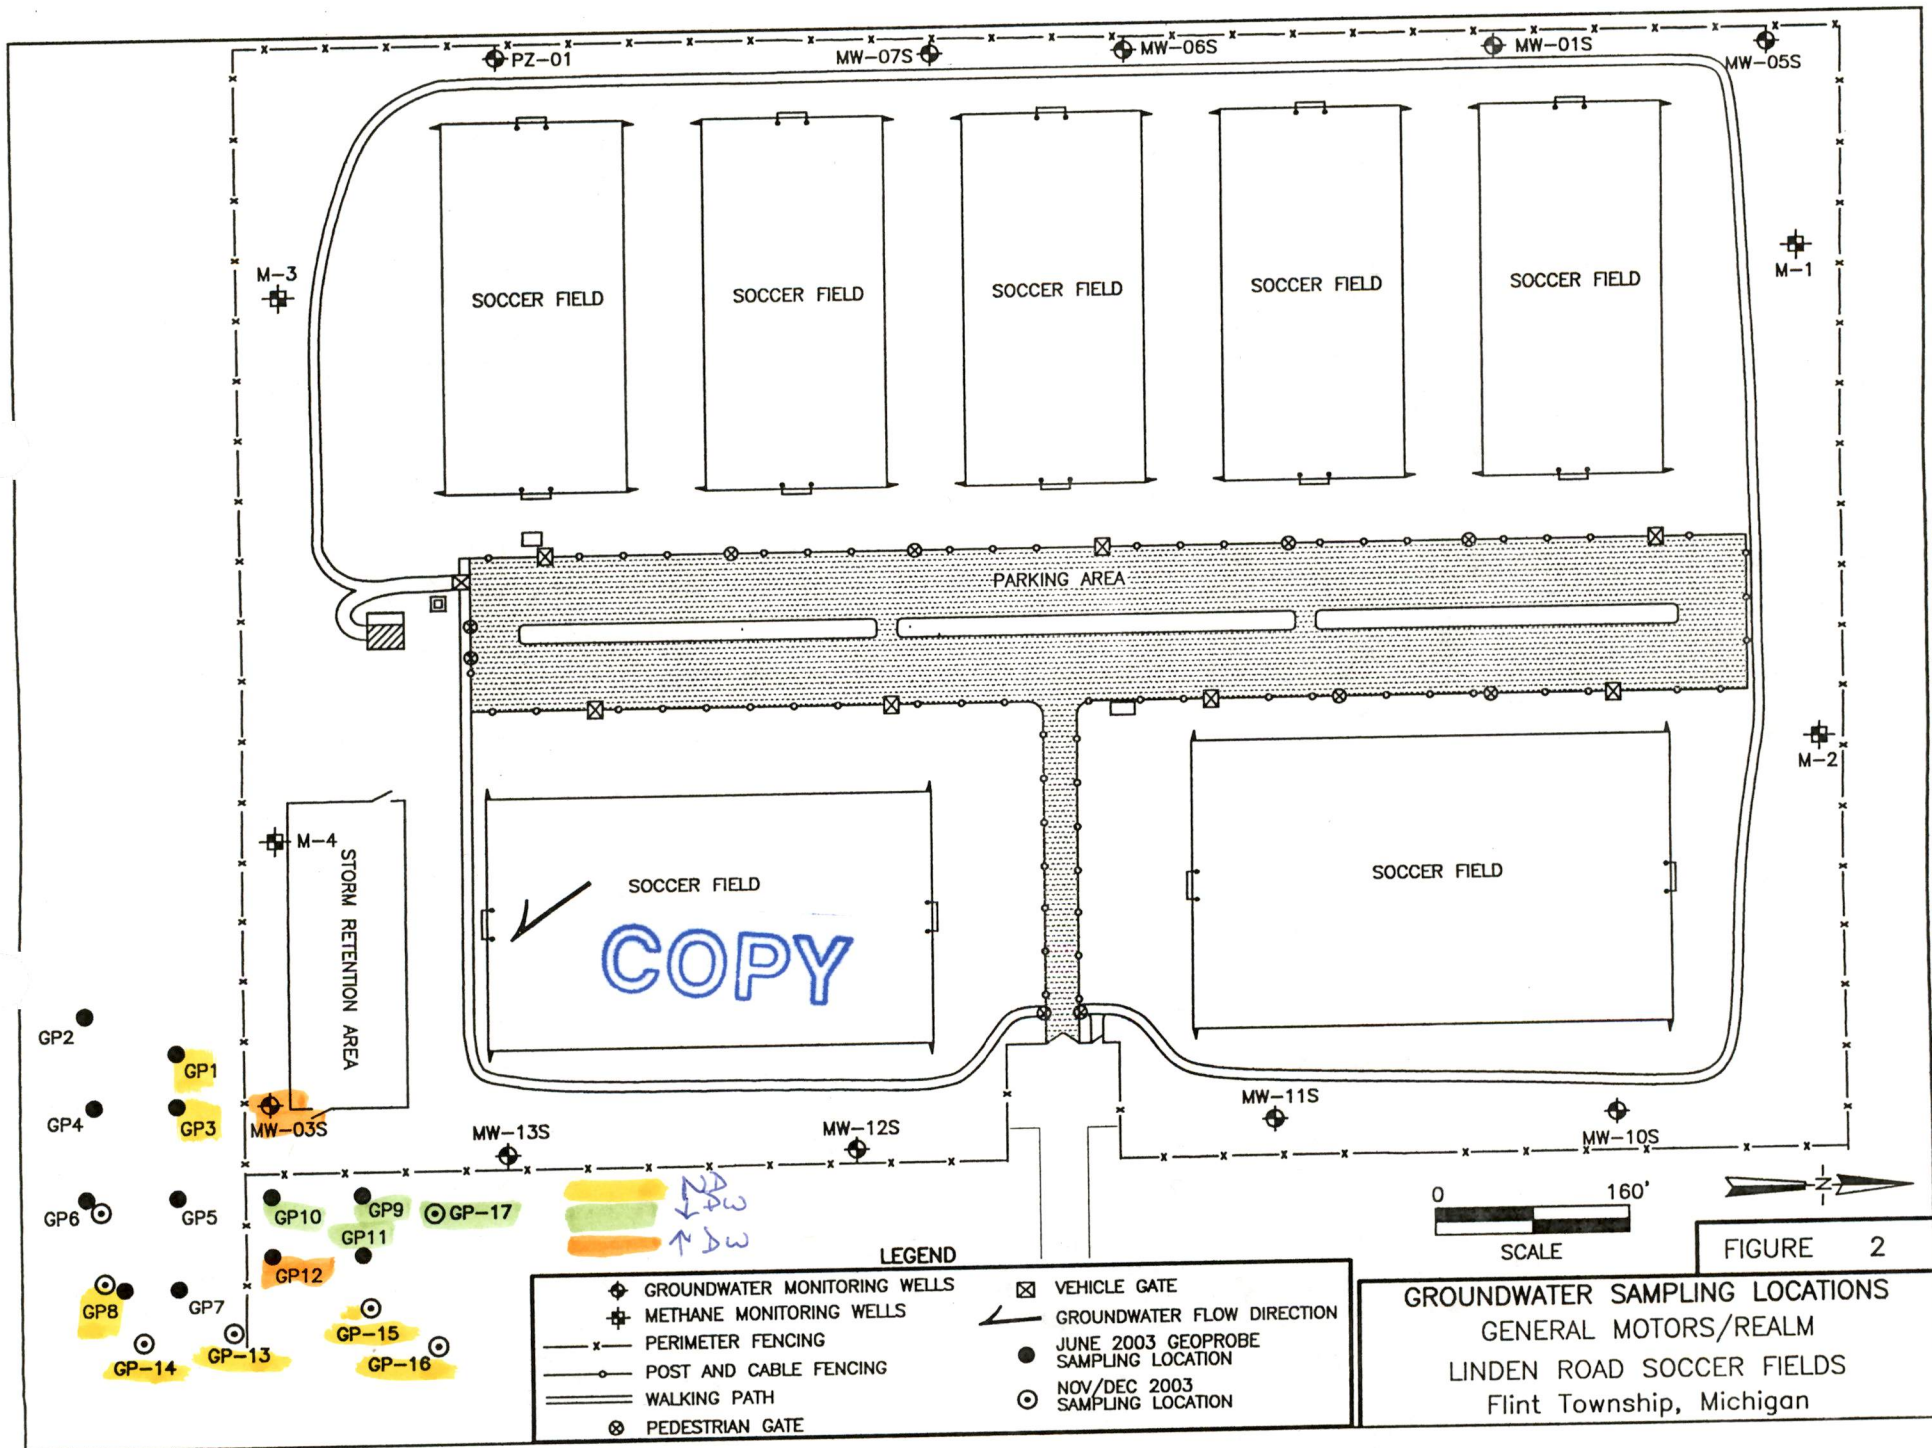 PZ-01
MW-07S
MW-06S
MW-01S
MW-05S
M-3
M-1
SOCCER FIELD
SOCCER FIELD
SOCCER FIELD
SOCCER FIELD
SOCCER FIELD
PARKING AREA
M-2
M-4
STORM RETENTION AREA
SOCCER FIELD
SOCCER FIELD
COPY
GP2
GP1
GP4
GP3
MW-03S
MW-13S
MW-12S
MW-11S
MW-10S
GP6
GP5
GP10
GP9
GP-17
GP11
GP12
GP8
GP7
GP-15
GP-14
GP-13
GP-16
ND
↓ DW
↑ DW
0 160'
SCALE
N
FIGURE 2
LEGEND
GROUNDWATER MONITORING WELLS
METHANE MONITORING WELLS
PERIMETER FENCING
POST AND CABLE FENCING
WALKING PATH
PEDESTRIAN GATE
VEHICLE GATE
GROUNDWATER FLOW DIRECTION
JUNE 2003 GEOPROBE
SAMPLING LOCATION
NOV/DEC 2003
SAMPLING LOCATION
GROUNDWATER SAMPLING LOCATIONS
GENERAL MOTORS/REALM
LINDEN ROAD SOCCER FIELDS
Flint Township, Michigan